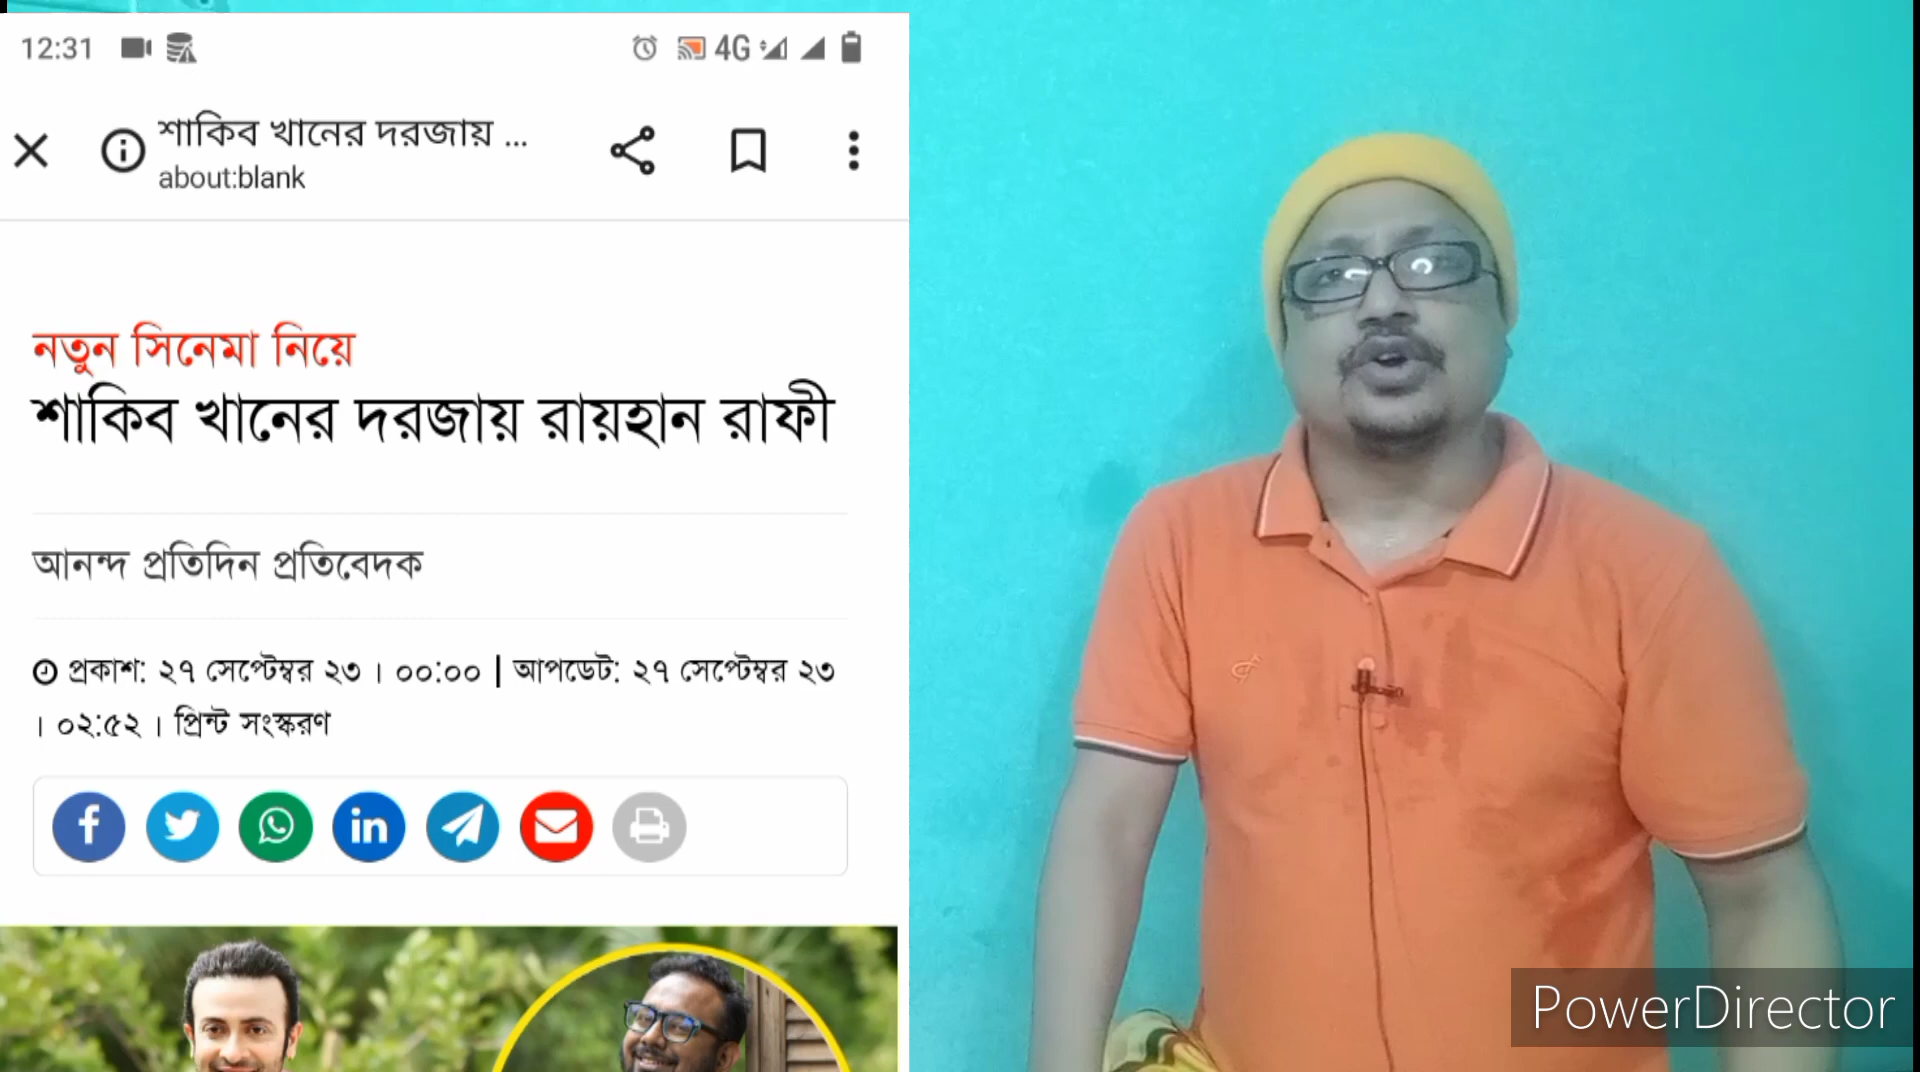 12:31
4G
শাকিব খানের দরজায় ...
about:blank
নতুন সিনেমা নিয়ে
শাকিব খানের দরজায় রায়হান রাফী
আনন্দ প্রতিদিন প্রতিবেদক
প্রকাশ: ২৭ সেপ্টেম্বর ২৩ । ০০:০০ | আপডেট: ২৭ সেপ্টেম্বর ২৩
। ০২:৫২ । প্রিন্ট সংস্করণ
PowerDirector